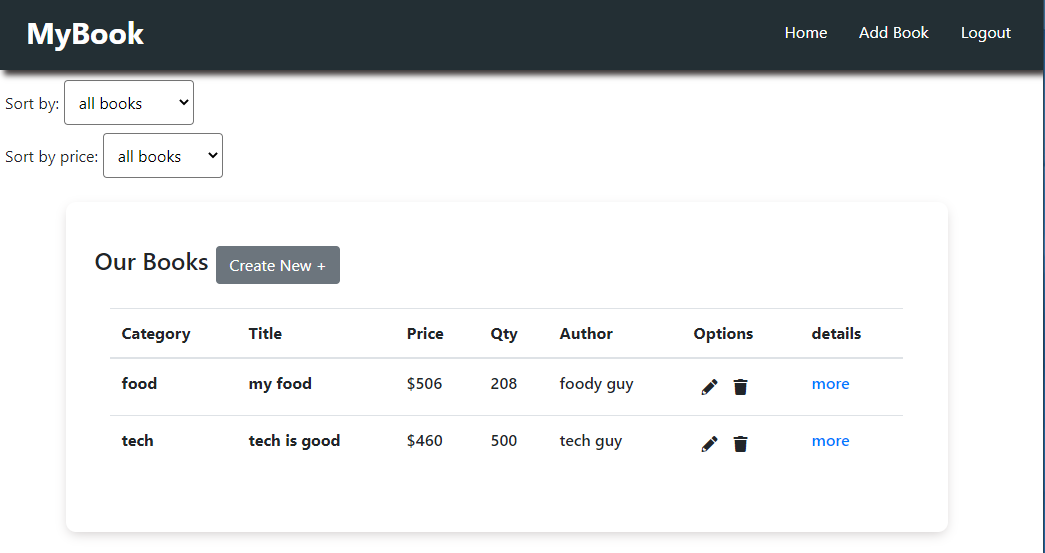 MyBook Home Add Book Logout
Sort by: all books
Sort by price: all books
Our Books Create New +
Category Title Price Qty Author Options details
food my food $506 208 foody guy more
tech tech is good $460 500 tech guy more